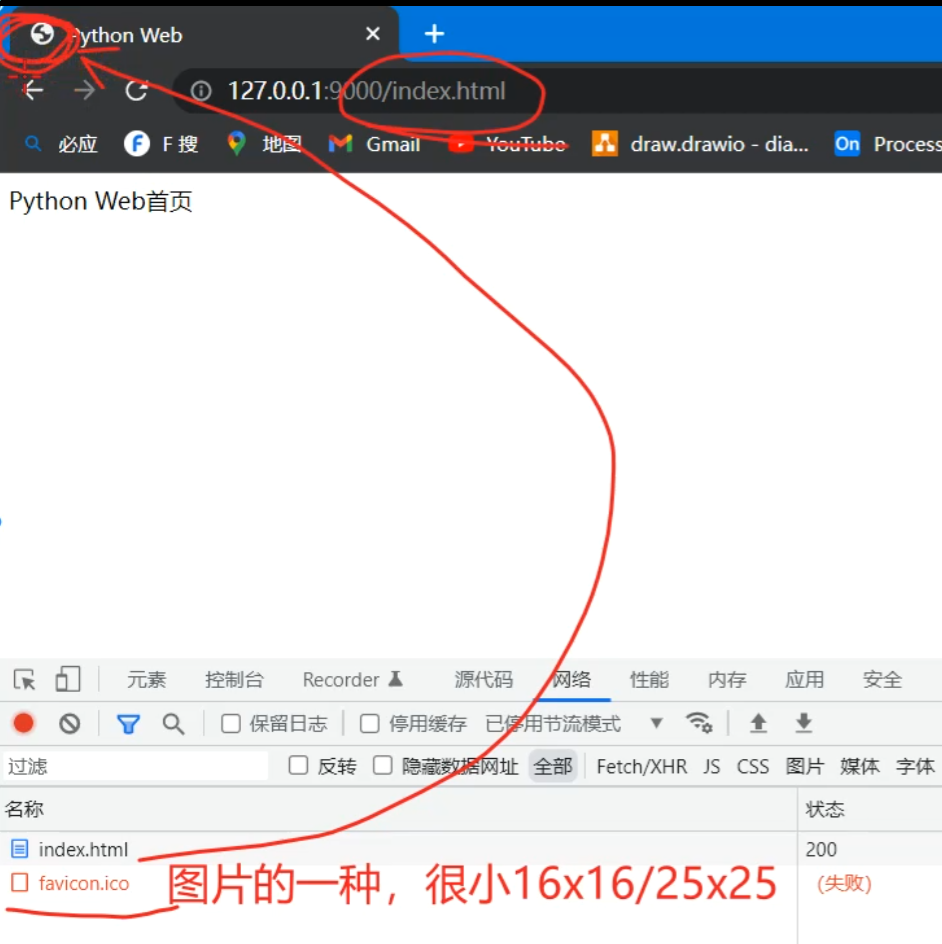 Python Web
127.0.0.1:9000/index.html
必应 F F 搜 地图 Gmail YouTube draw.drawio - dia... On Process
Python Web首页
元素 控制台 Recorder 源代码 网络 性能 内存 应用 安全
保留日志 停用缓存 已停用节流模式
过滤 反转 隐藏数据网址 全部 Fetch/XHR JS CSS 图片 媒体 字体
名称 状态
index.html 200
favicon.ico 图片的一种，很小16x16/25x25 (失败)